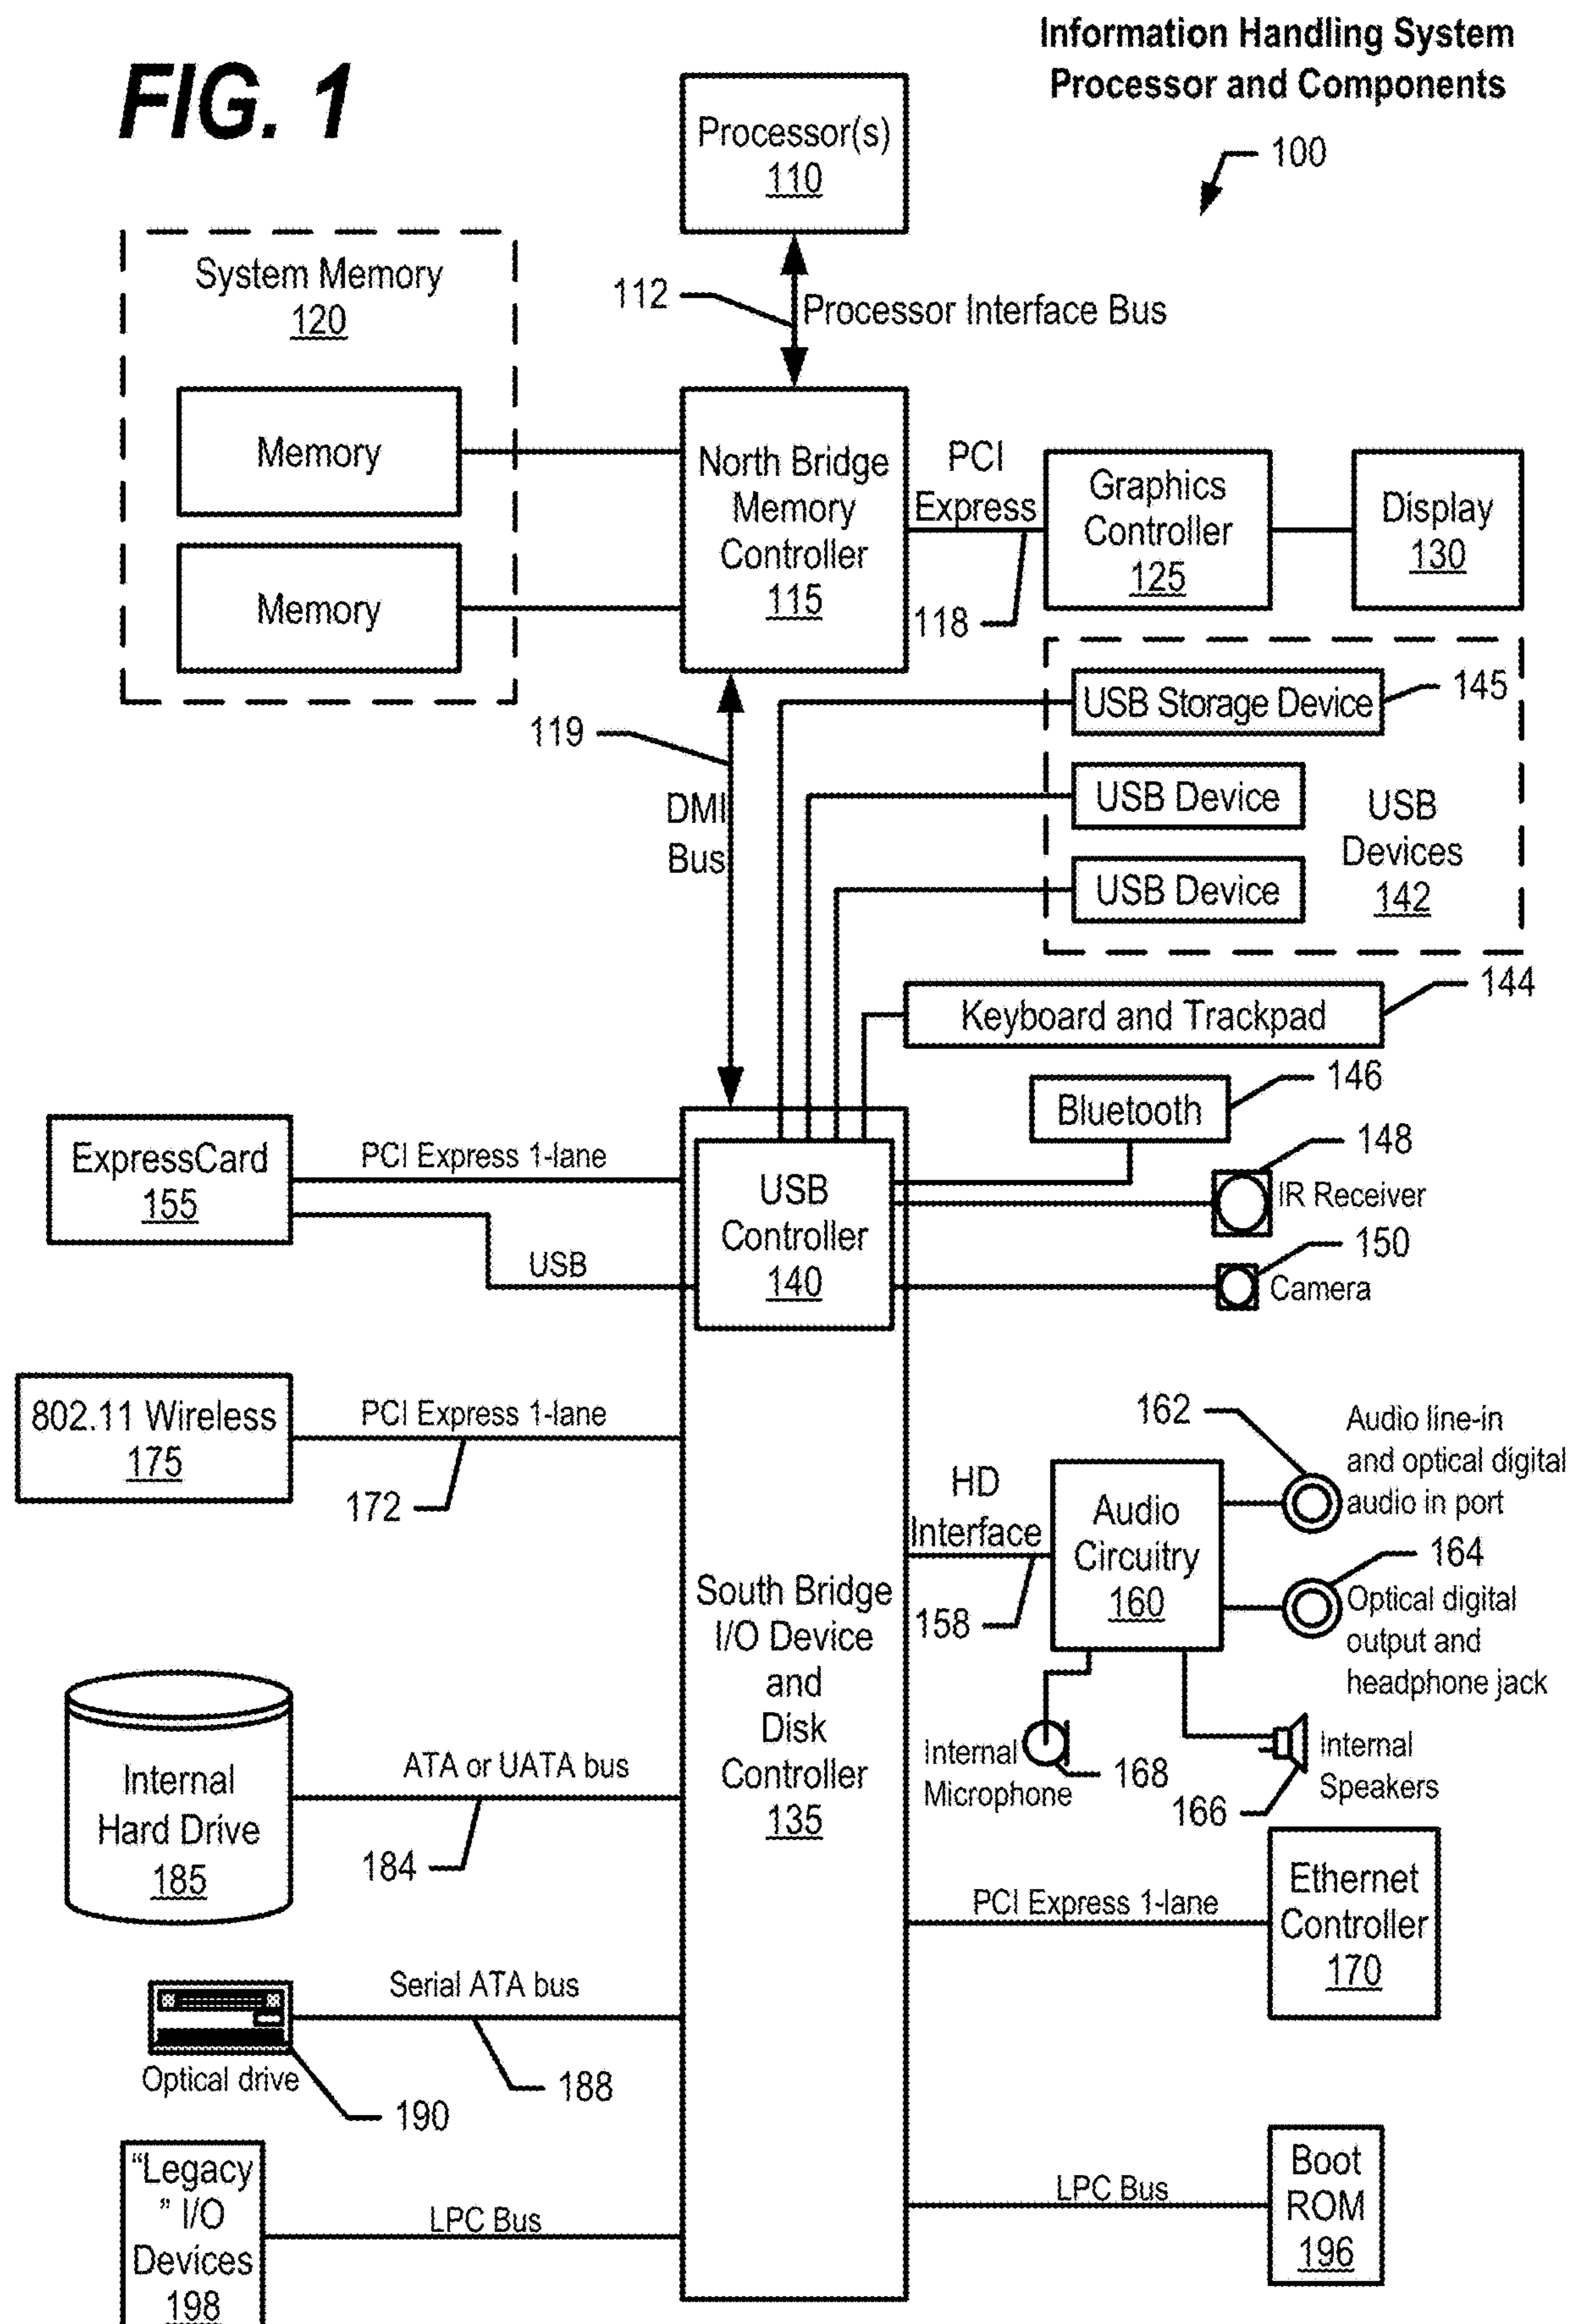 Information Handling System
Processor and Components
FIG. 1
100
Processor(s)
110
System Memory
120
112
Processor Interface Bus
Memory
Memory
North Bridge
Memory
Controller
115
PCI
Express
118
Graphics
Controller
125
Display
130
USB Storage Device
145
119
DMI
Bus
USB Device
USB Device
USB
Devices
142
144
Keyboard and Trackpad
146
Bluetooth
148
IR Receiver
150
Camera
ExpressCard
155
PCI Express 1-lane
USB
USB
Controller
140
802.11 Wireless
175
PCI Express 1-lane
172
162
Audio line-in
and optical digital
audio in port
HD
Interface
158
Audio
Circuitry
160
164
Optical digital
output and
headphone jack
South Bridge
I/O Device
and
Disk
Controller
135
Internal
Microphone
168
Internal
Speakers
166
Internal
Hard Drive
185
ATA or UATA bus
184
PCI Express 1-lane
Ethernet
Controller
170
Serial ATA bus
188
Optical drive
190
"Legacy
" I/O
Devices
198
LPC Bus
LPC Bus
Boot
ROM
196